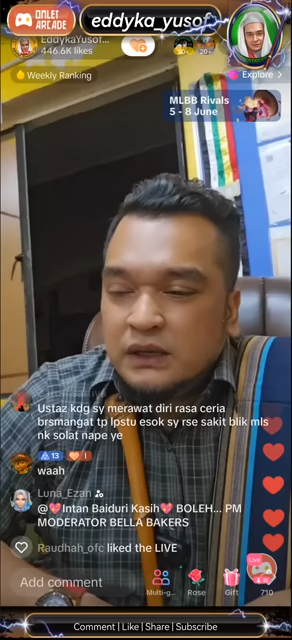 OMLET
ARCADE
eddyka_yusof
EddykaYusof...
446.6K likes
30+
20+
Weekly Ranking
Explore >
MLBB Rivals
5 - 8 June
Ustaz kdg sy merawat diri rasa ceria
brsmangat tp lpstu esok sy rse sakit blik mls
nk solat nape ye
13
I
waah
Luna_Ezan
@💖Intan Baiduri Kasih💖 BOLEH... PM
MODERATOR BELLA BAKERS
Raudhah_ofc liked the LIVE
Add comment
Multi-g...
Rose
Gift
Live
710
Comment | Like | Share | Subscribe